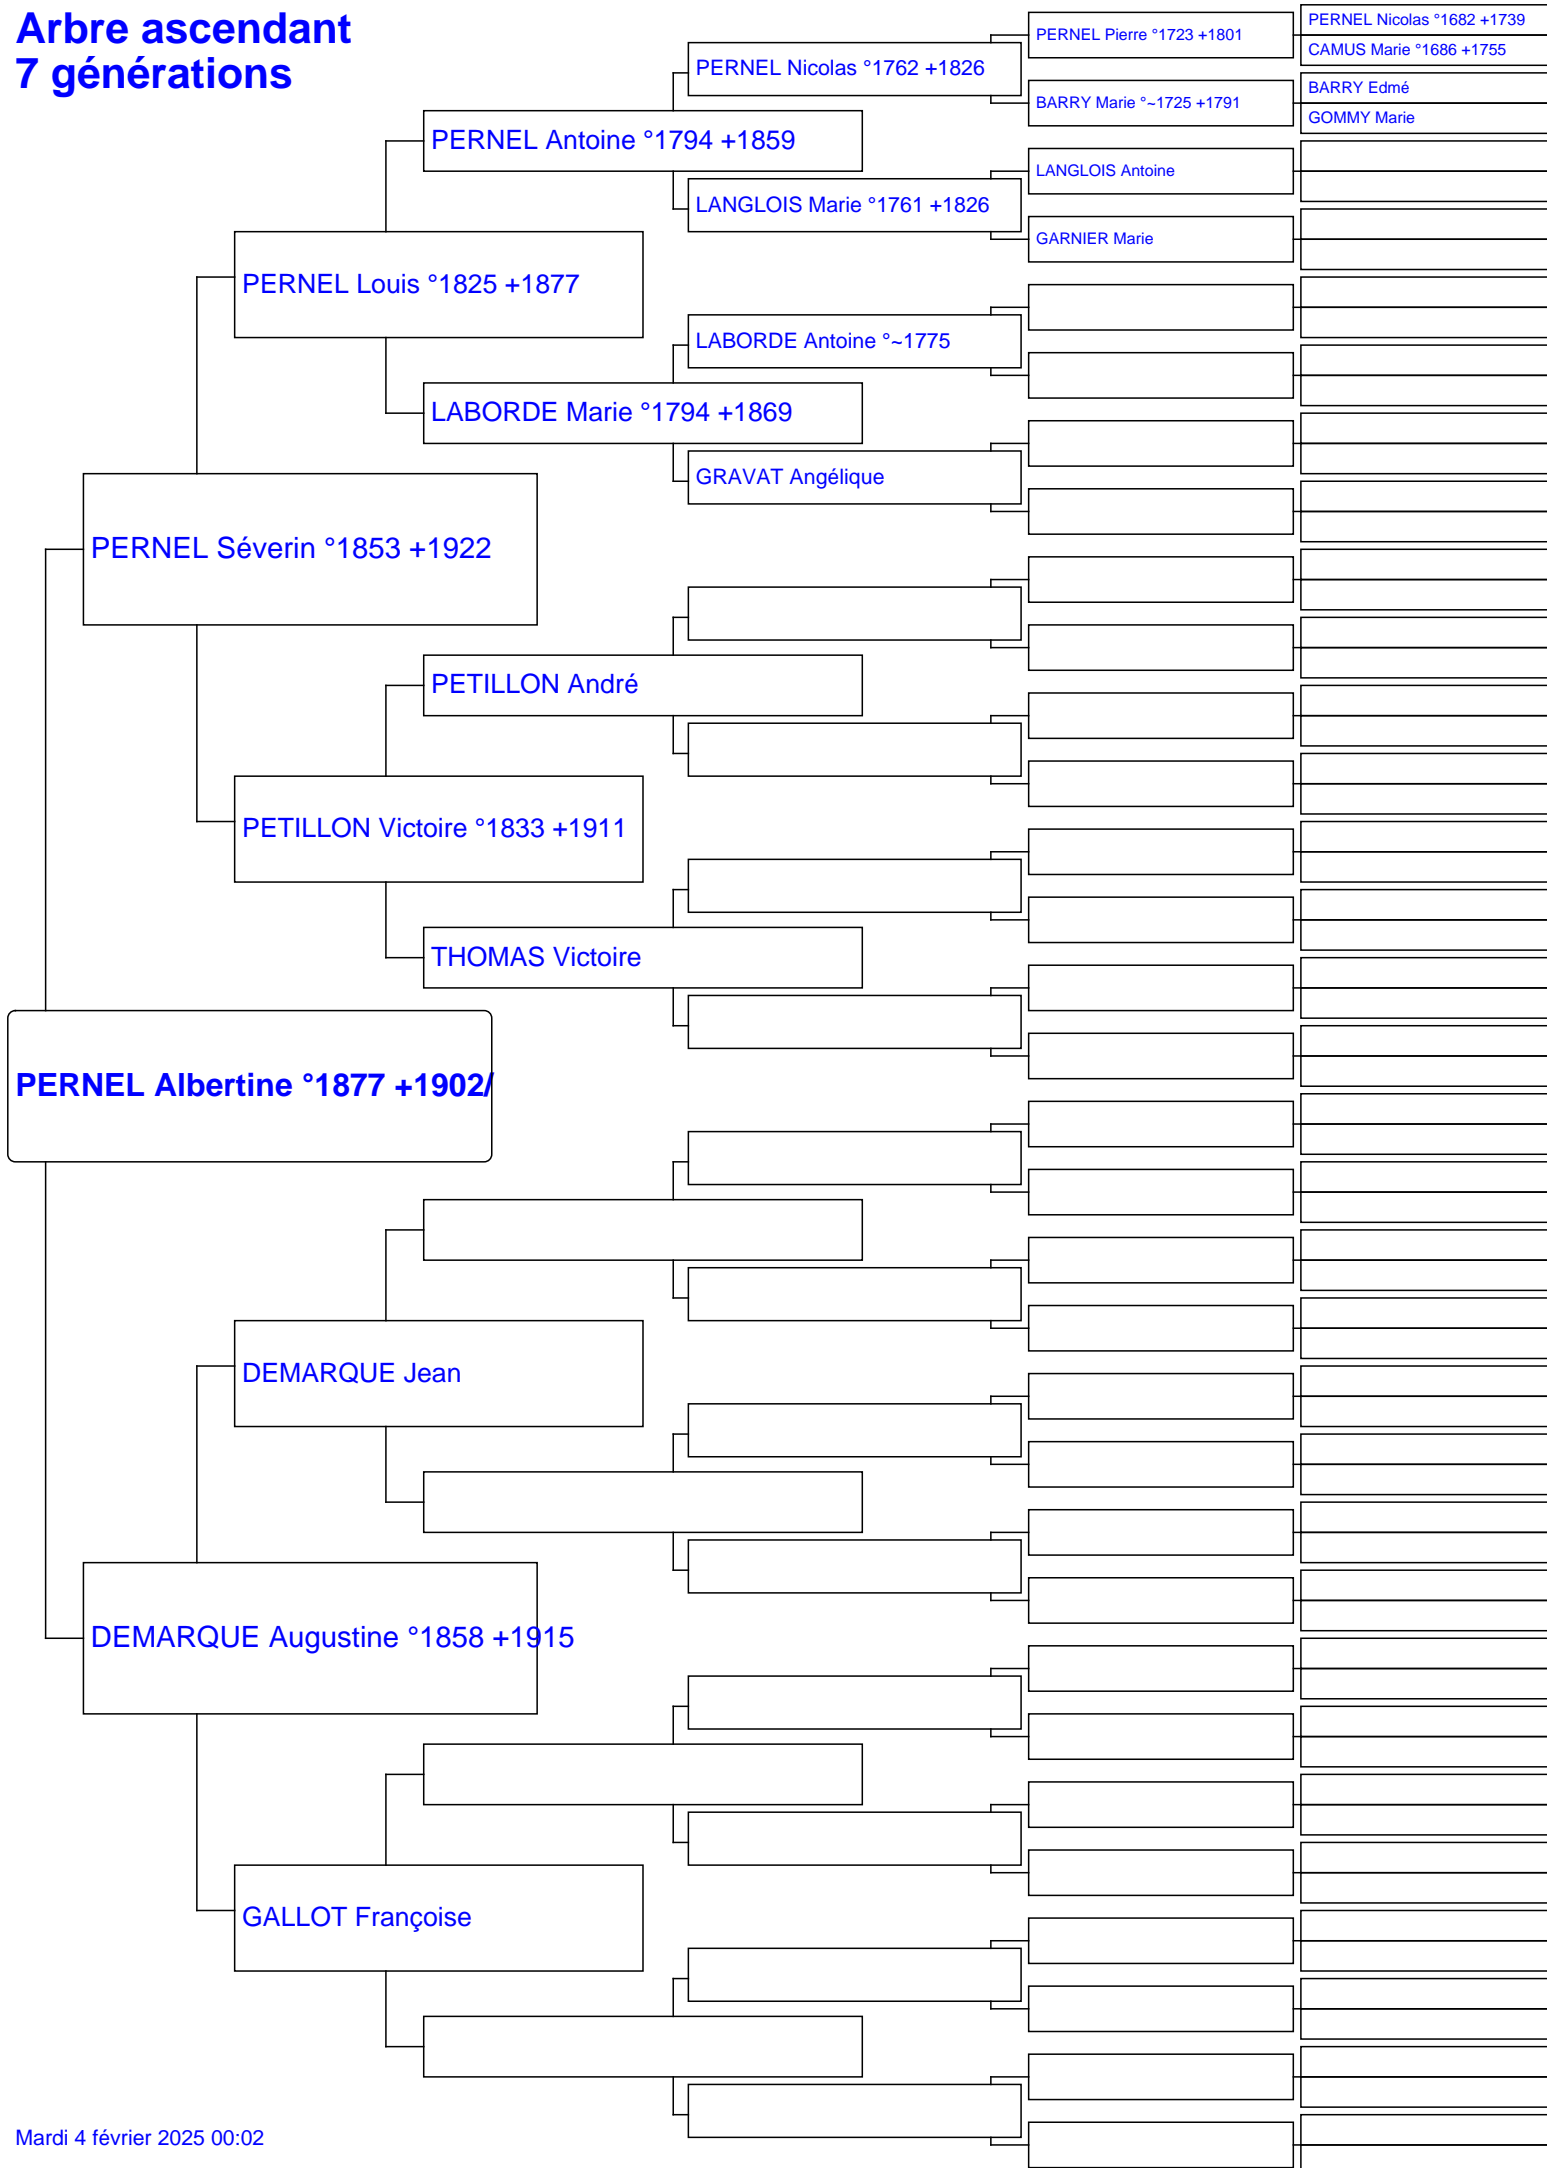 Arbre ascendant
7 générations
PERNEL Nicolas °1682 +1739
PERNEL Pierre °1723 +1801
CAMUS Marie °1686 +1755
PERNEL Nicolas °1762 +1826
BARRY Edmé
BARRY Marie °~1725 +1791
GOMMY Marie
PERNEL Antoine °1794 +1859
LANGLOIS Antoine
LANGLOIS Marie °1761 +1826
GARNIER Marie
PERNEL Louis °1825 +1877
LABORDE Antoine °~1775
LABORDE Marie °1794 +1869
GRAVAT Angélique
PERNEL Séverin °1853 +1922
PETILLON André
PETILLON Victoire °1833 +1911
THOMAS Victoire
PERNEL Albertine °1877 +1902/
DEMARQUE Jean
DEMARQUE Augustine °1858 +1915
GALLOT Françoise
Mardi 4 février 2025 00:02